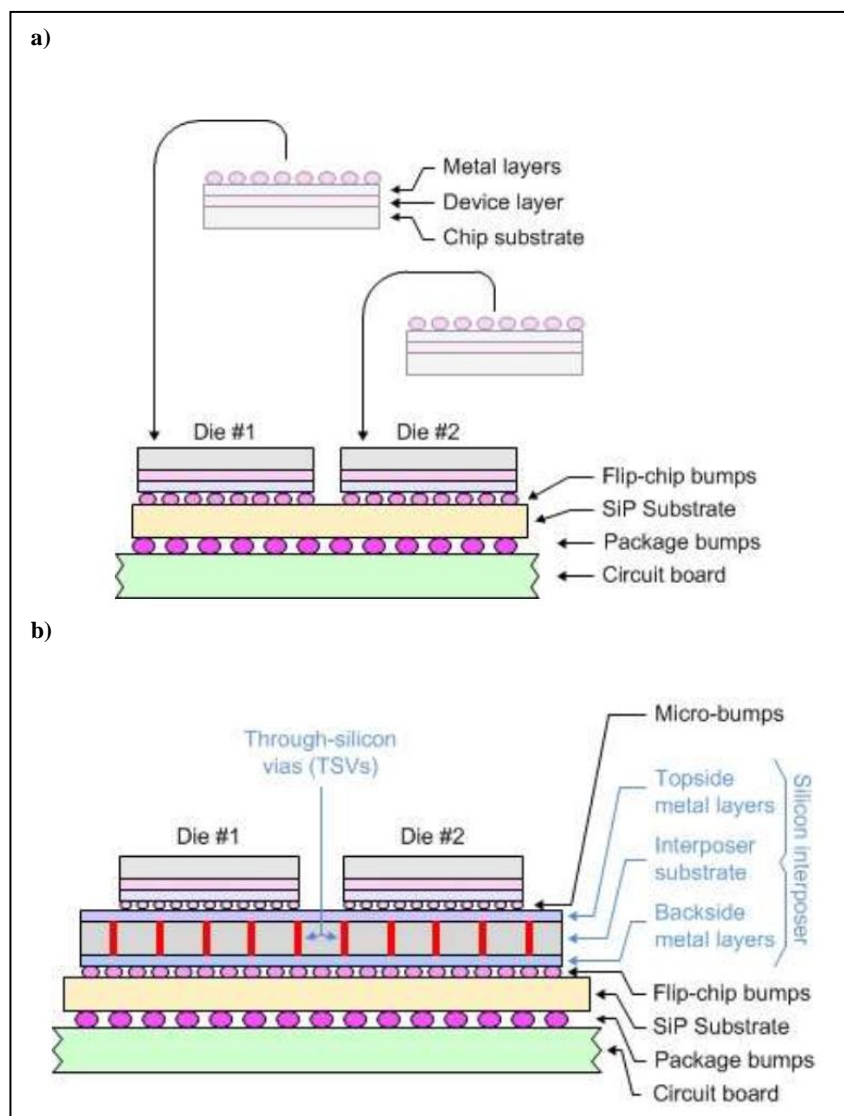 a)
Metal layers
Device layer
Chip substrate
Die #1
Die #2
Flip-chip bumps
SiP Substrate
Package bumps
Circuit board
b)
Micro-bumps
Through-silicon
vias (TSVs)
Topside
metal layers
Interposer
substrate
Backside
metal layers
Silicon interposer
Die #1
Die #2
Flip-chip bumps
SiP Substrate
Package bumps
Circuit board